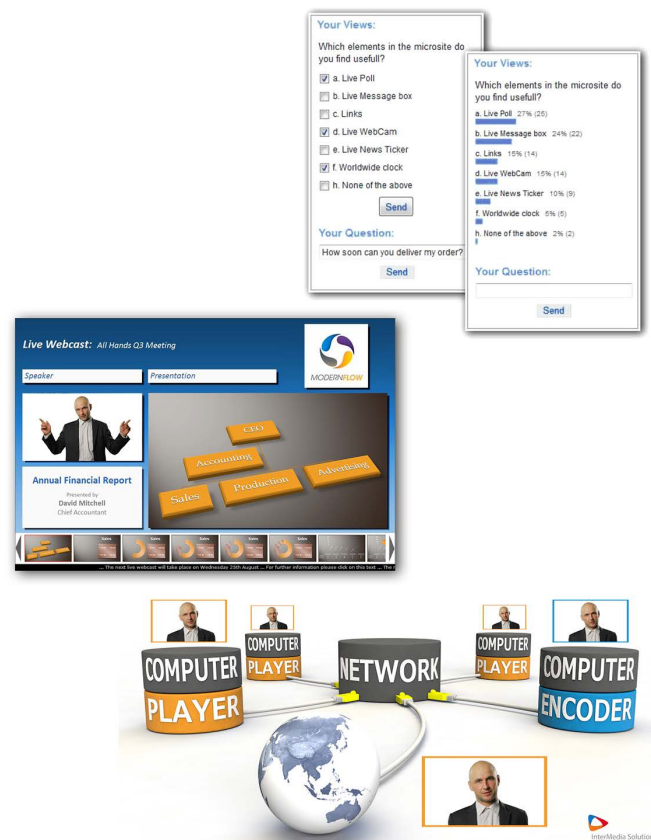 Your Views:
Which elements in the microsite do
you find usefull?
a. Live Poll
b. Live Message box
c. Links
d. Live WebCam
e. Live News Ticker
f. Worldwide clock
h. None of the above
Send
Your Question:
How soon can you deliver my order?
Send
Your Views:
Which elements in the microsite do
you find usefull?
a. Live Poll 27% (25)
b. Live Message box 24% (22)
c. Links 15% (14)
d. Live WebCam 15% (14)
e. Live News Ticker 10% (9)
f. Worldwide clock 5% (5)
h. None of the above 2% (2)
Your Question:
Send
Live Webcast: All Hands Q3 Meeting
MODERNFLOW
Speaker
Presentation
CEO
Accounting
Advertising
Production
Sales
Annual Financial Report
Presented by
David Mitchell
Chief Accountant
Sales
Sales
Sales
Sales
Sales
... The next live webcast will take place on Wednesday 23th August ... For further information please click on this text ... The
COMPUTER
PLAYER
COMPUTER
PLAYER
NETWORK
COMPUTER
PLAYER
COMPUTER
ENCODER
InterMedia Solution